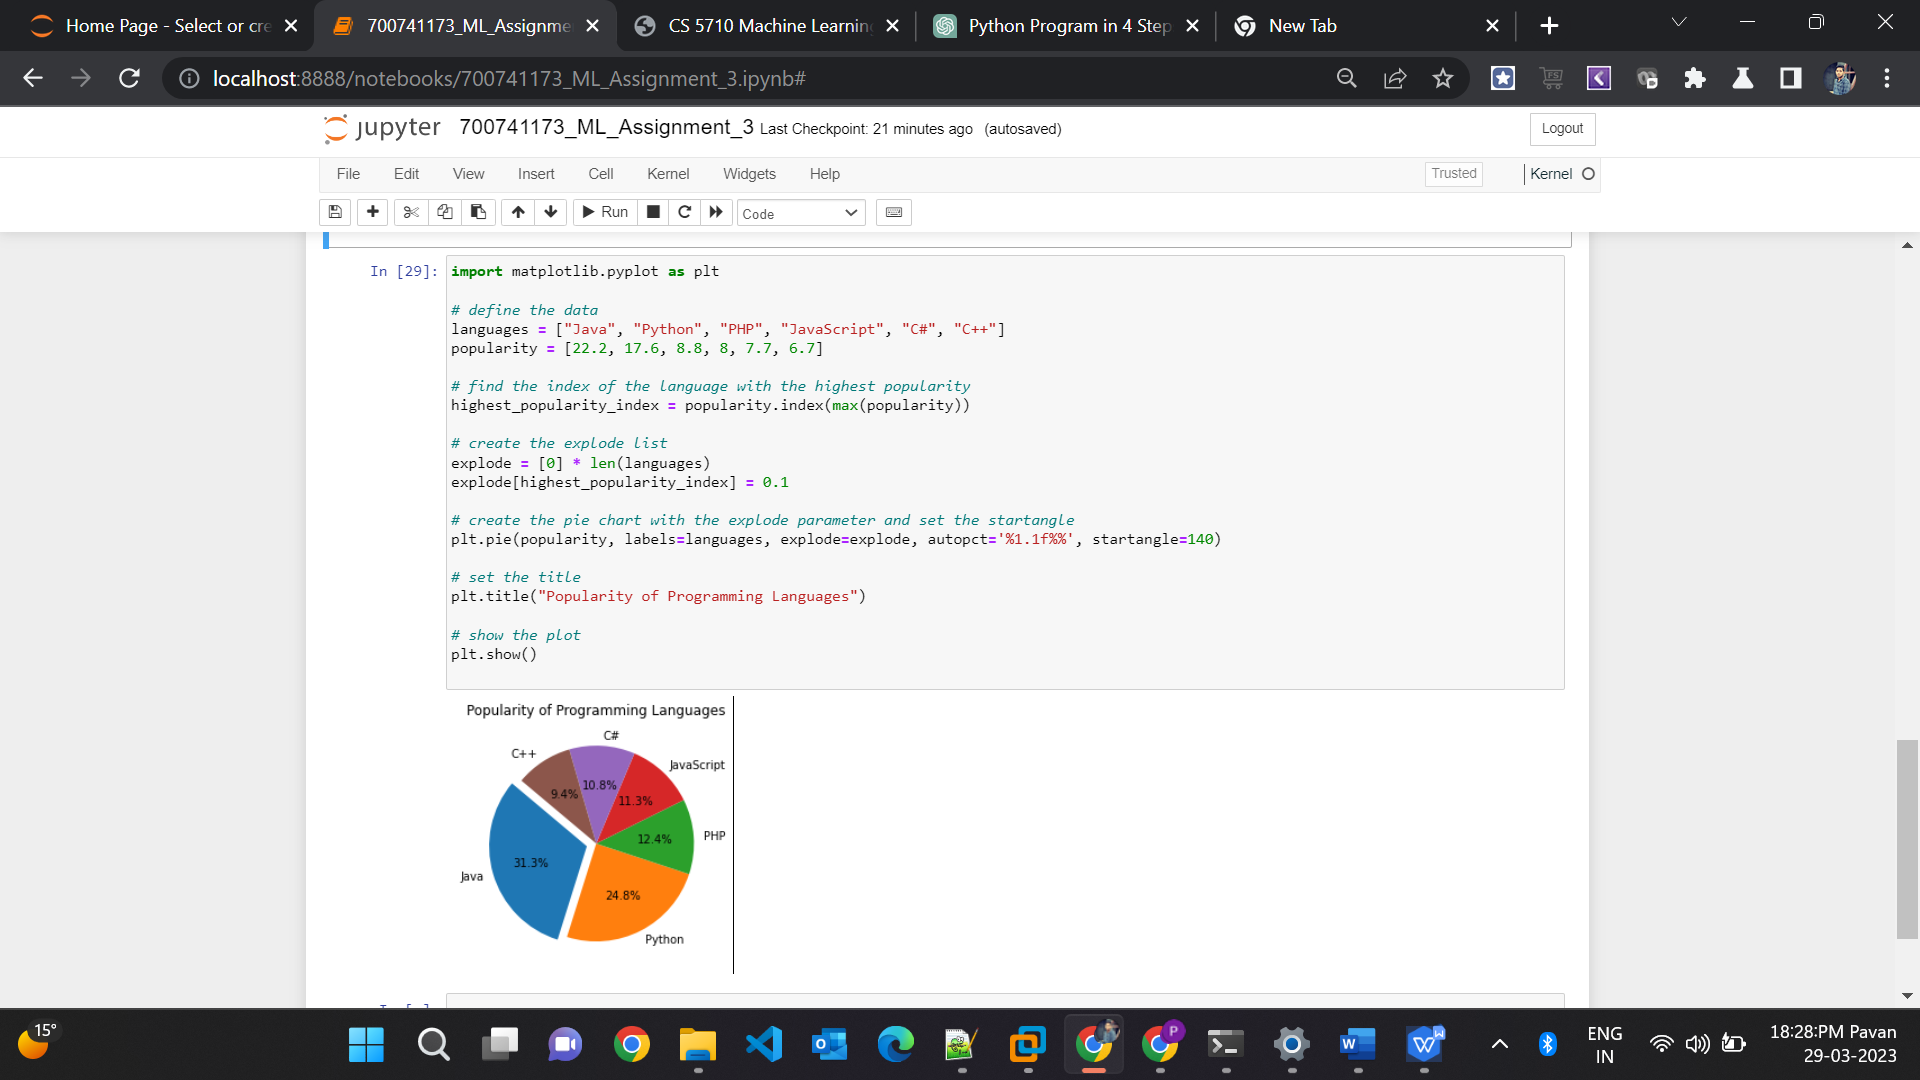 Home Page - Select or cre
700741173_ML_Assignme
CS 5710 Machine Learning
Python Program in 4 Step
New Tab
localhost:8888/notebooks/700741173_ML_Assignment_3.ipynb#
jupyter 700741173_ML_Assignment_3 Last Checkpoint: 21 minutes ago (autosaved)
Logout
File Edit View Insert Cell Kernel Widgets Help
Trusted
Kernel
Run
Code
In [29]:
import matplotlib.pyplot as plt
# define the data
languages = ["Java", "Python", "PHP", "JavaScript", "C#", "C++"]
popularity = [22.2, 17.6, 8.8, 8, 7.7, 6.7]
# find the index of the language with the highest popularity
highest_popularity_index = popularity.index(max(popularity))
# create the explode list
explode = [0] * len(languages)
explode[highest_popularity_index] = 0.1
# create the pie chart with the explode parameter and set the startangle
plt.pie(popularity, labels=languages, explode=explode, autopct='%1.1f%%', startangle=140)
# set the title
plt.title("Popularity of Programming Languages")
# show the plot
plt.show()
Popularity of Programming Languages
C#
C++
JavaScript
10.8%
9.4%
11.3%
PHP
12.4%
31.3%
Java
24.8%
Python
15°
ENG
IN
18:28:PM Pavan
29-03-2023